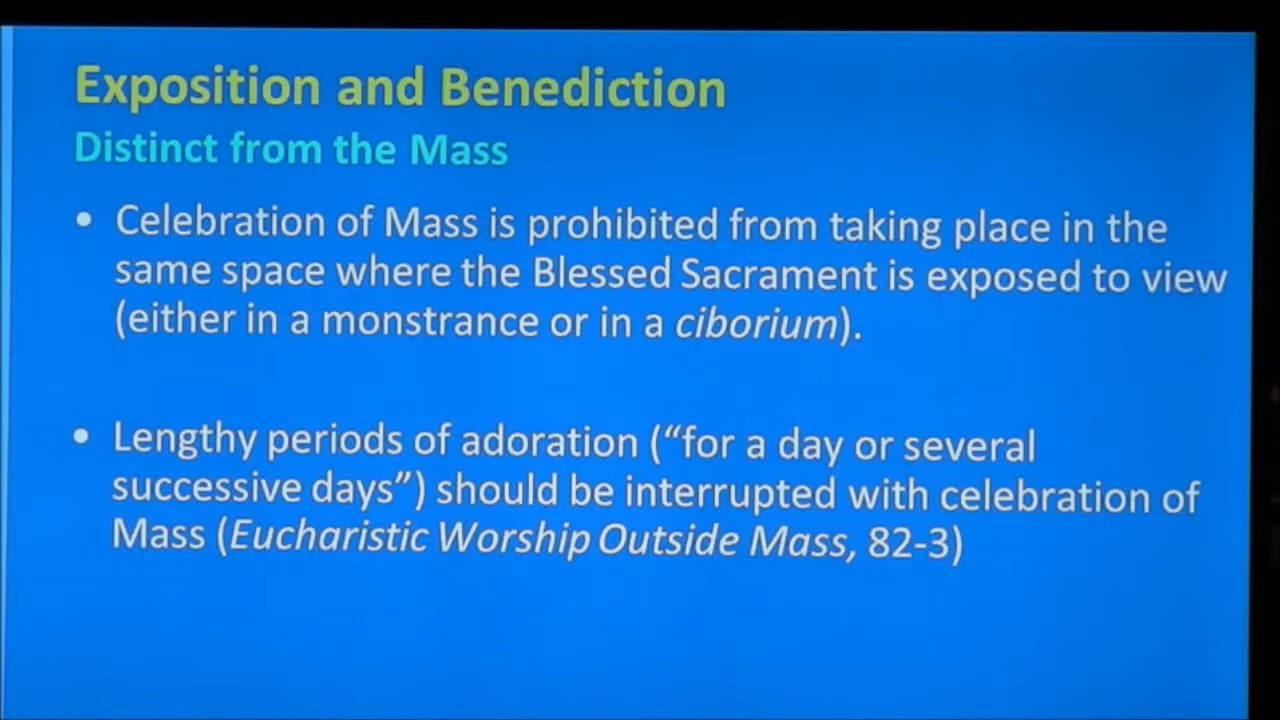 Exposition and Benediction
Distinct from the Mass
• Celebration of Mass is prohibited from taking place in the
same space where the Blessed Sacrament is exposed to view
(either in a monstrance or in a ciborium).
• Lengthy periods of adoration (“for a day or several
successive days”) should be interrupted with celebration of
Mass (Eucharistic Worship Outside Mass, 82-3)